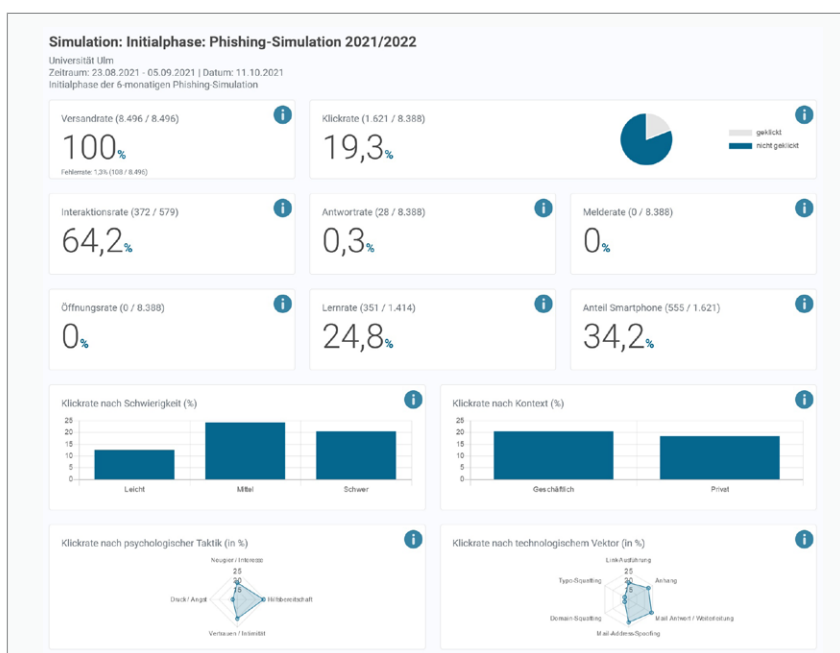 Simulation: Initialphase: Phishing-Simulation 2021/2022
Universität Ulm
Zeitraum: 23.08.2021 - 05.09.2021 | Datum: 11.10.2021
Initialphase der 6-monatigen Phishing-Simulation
Versandrate (8.496 / 8.496)
100%
Fehlerrate: 1,3% (108 / 8.496)
Klickrate (1.621 / 8.388)
19,3%
geklickt
nicht geklickt
Interaktionsrate (372 / 579)
64,2%
Antwortrate (28 / 8.388)
0,3%
Melderate (0 / 8.388)
0%
Öffnungsrate (0 / 8.388)
0%
Lernrate (351 / 1.414)
24,8%
Anteil Smartphone (555 / 1.621)
34,2%
Klickrate nach Schwierigkeit (%)
25
20
15
10
5
0
Leicht Mittel Schwer
Klickrate nach Kontext (%)
25
20
15
10
5
0
Geschäftlich Privat
Klickrate nach psychologischer Taktik (in %)
Neugier / Interesse
25
20
15
Druck / Angst
Hilfsbereitschaft
Vertrauen / Intimität
Klickrate nach technologischem Vektor (in %)
Link-Ausführung
25
20
15
Typo-Squatting
Anhang
Domain-Squatting
Mail Antwort / Weiterleitung
Mail-Address-Spoofing